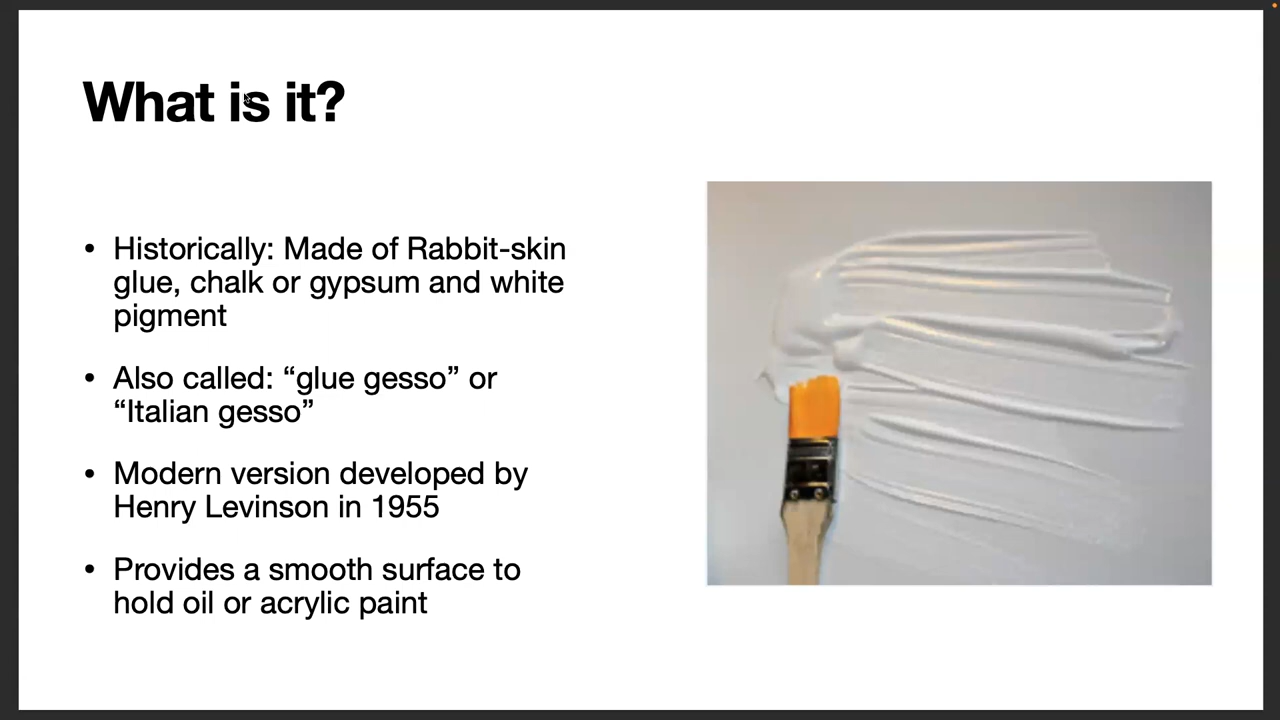 What is it?
• Historically: Made of Rabbit-skin
glue, chalk or gypsum and white
pigment
• Also called: “glue gesso” or
“Italian gesso”
• Modern version developed by
Henry Levinson in 1955
• Provides a smooth surface to
hold oil or acrylic paint